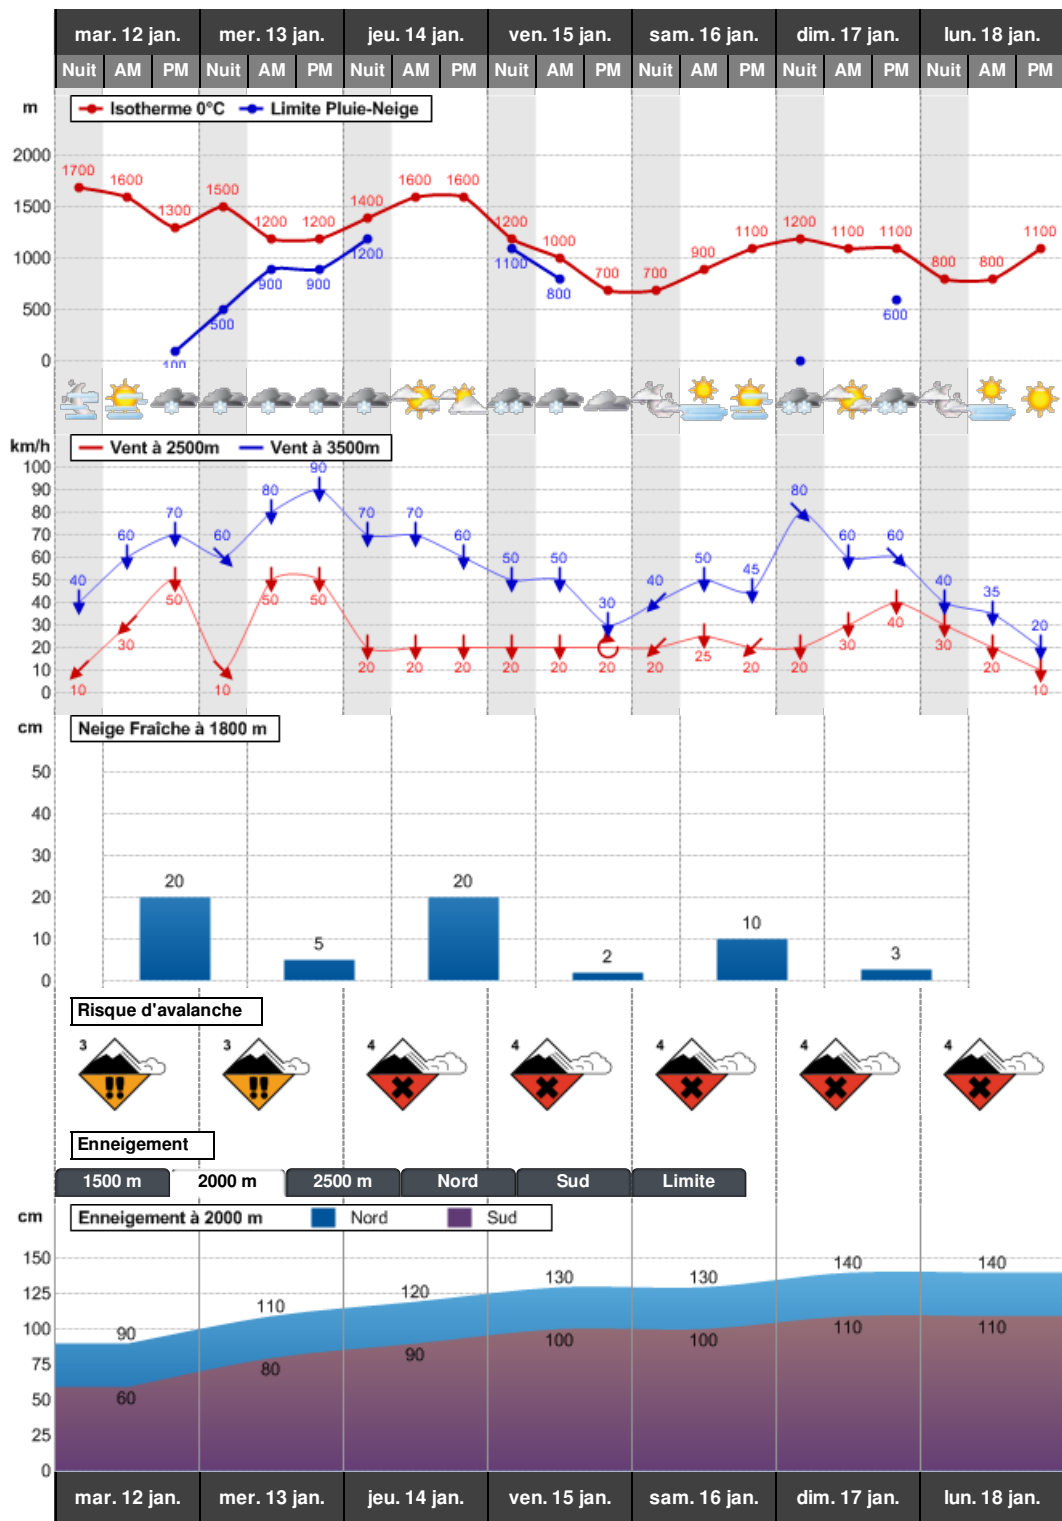 mar. 12 jan. mer. 13 jan. jeu. 14 jan. ven. 15 jan. sam. 16 jan. dim. 17 jan. lun. 18 jan.
Nuit AM PM Nuit AM PM Nuit AM PM Nuit AM PM Nuit AM PM Nuit AM PM Nuit AM PM
m Isotherme 0°C Limite Pluie-Neige
2000
1500
1000
500
0
1700 1600 1300 1500 1200 1200 1400 1600 1600 1200 1000 700 700 900 1100 1200 1100 1100 800 800 1100
100 500 900 900 1200 1100 800 600
km/h Vent à 2500m Vent à 3500m
100
90
80
70
60
50
40
30
20
10
0
40 60 70 60 80 90 70 70 60 50 50 30 40 50 45 80 60 60 40 35 20
10 30 50 10 50 50 20 20 20 20 20 20 20 25 20 20 30 40 30 20 10
cm Neige Fraîche à 1800 m
50
40
30
20
10
0
20 5 20 2 10 3
Risque d'avalanche
3 3 4 4 4 4 4
Enneigement
1500 m 2000 m 2500 m Nord Sud Limite
cm Enneigement à 2000 m Nord Sud
150
125
100
75
50
25
0
90 110 120 130 130 140 140
60 80 90 100 100 110 110
mar. 12 jan. mer. 13 jan. jeu. 14 jan. ven. 15 jan. sam. 16 jan. dim. 17 jan. lun. 18 jan.